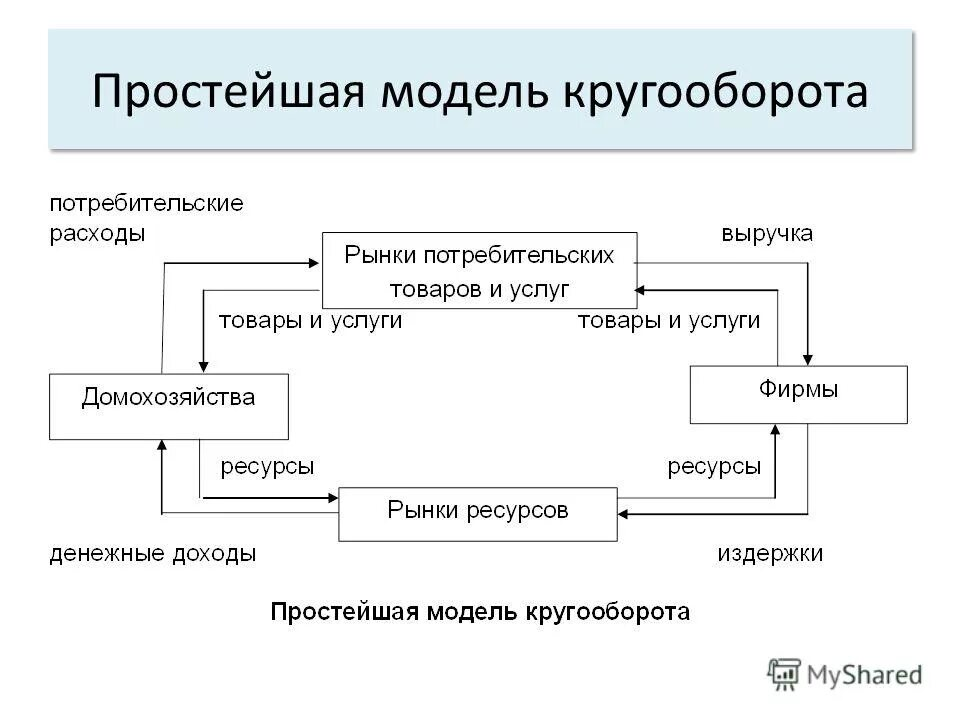 Простейшая модель кругооборота
потребительские
расходы
выручка
Рынки потребительских
товаров и услуг
товары и услуги
товары и услуги
Домохозяйства
Фирмы
ресурсы
ресурсы
Рынки ресурсов
денежные доходы
издержки
Простейшая модель кругооборота
MyShared